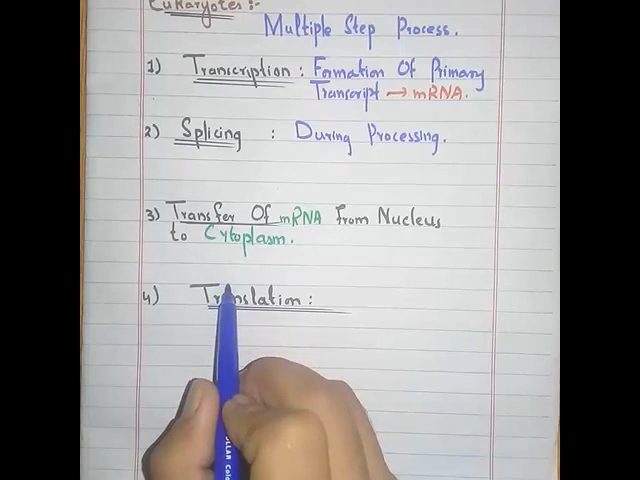 Eukaryotes :-
Multiple Step Process.
1) Transcription : Formation Of Primary
Transcript → mRNA.
2) Splicing : During Processing.
3) Transfer Of mRNA From Nucleus
to Cytoplasm.
4) Translation :